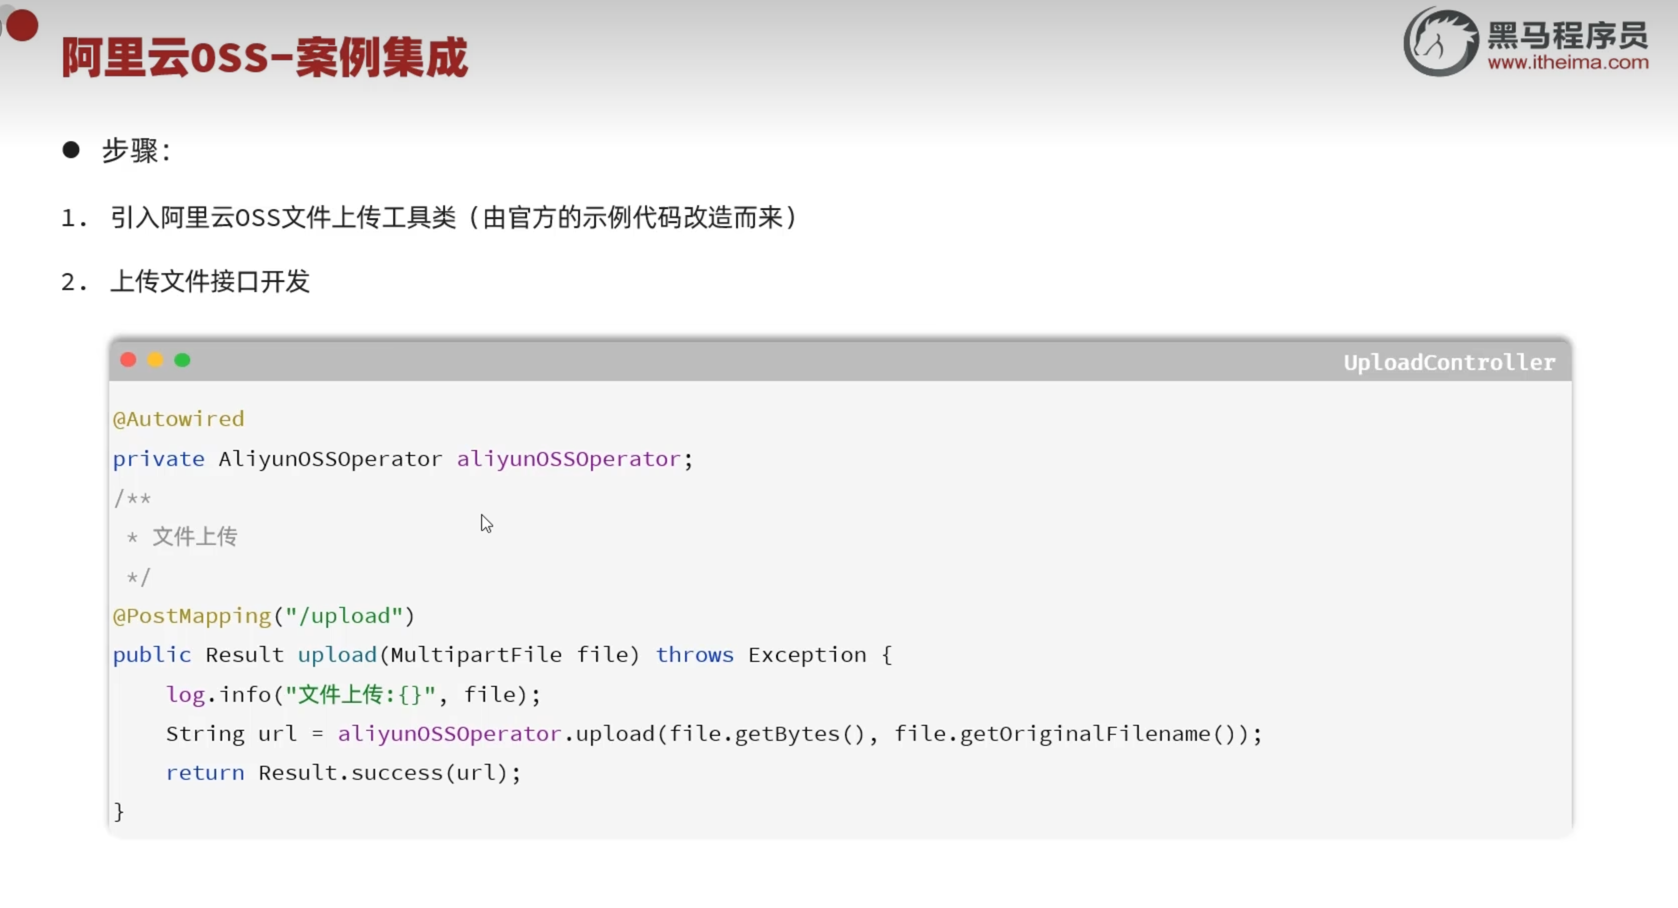 阿里云OSS-案例集成
黑马程序员
www.itheima.com
● 步骤：
1. 引入阿里云OSS文件上传工具类（由官方的示例代码改造而来）
2. 上传文件接口开发
UploadController
@Autowired
private AliyunOSSOperator aliyunOSSOperator;
/**
 * 文件上传
 */
@PostMapping("/upload")
public Result upload(MultipartFile file) throws Exception {
    log.info("文件上传:{}", file);
    String url = aliyunOSSOperator.upload(file.getBytes(), file.getOriginalFilename());
    return Result.success(url);
}